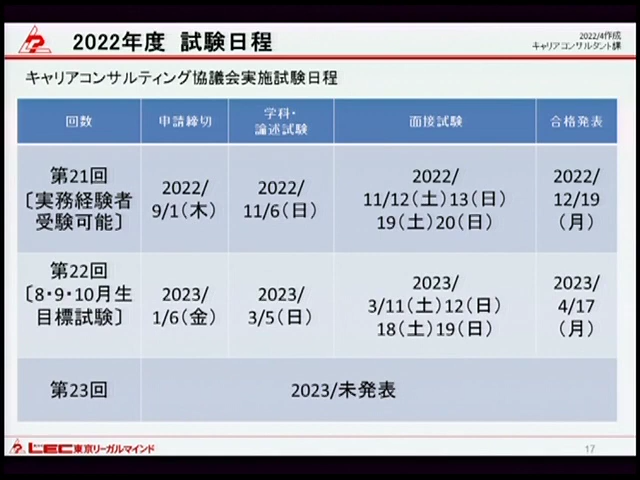 2022年度 試験日程
2022/4作成
キャリアコンサルタント課
キャリアコンサルティング協議会実施試験日程
回数
申請締切
学科・
論述試験
面接試験
合格発表
第21回
〔実務経験者
受験可能〕
2022/
9/1（木）
2022/
11/6（日）
2022/
11/12（土）13（日）
19（土）20（日）
2022/
12/19
（月）
第22回
〔8・9・10月生
目標試験〕
2023/
1/6（金）
2023/
3/5（日）
2023/
3/11（土）12（日）
18（土）19（日）
2023/
4/17
（月）
第23回
2023/未発表
LEC東京リーガルマインド
17